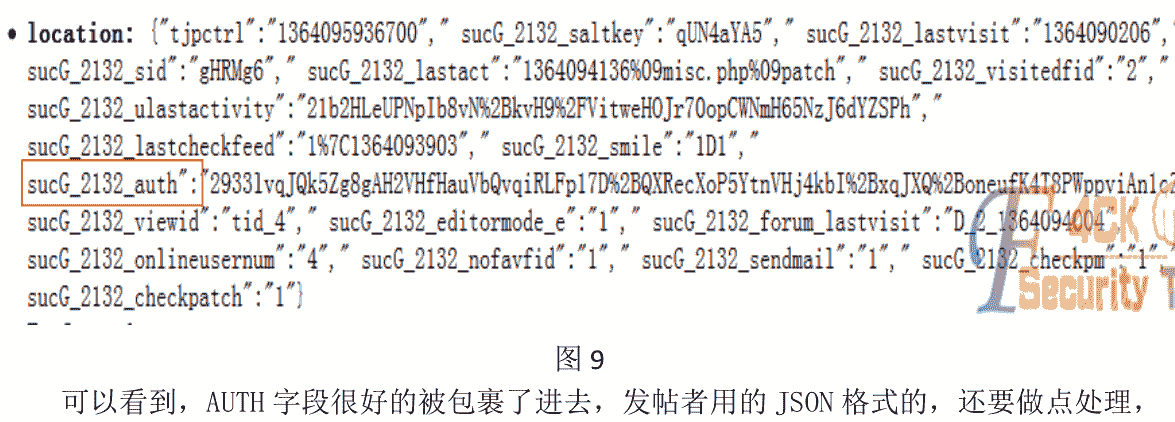 • location: {"tjpctrl":"1364095936700"," sucG_2132_saltkey":"qUN4aYA5"," sucG_2132_lastvisit":"1364090206","
sucG_2132_sid":"gHRMg6"," sucG_2132_lastact":"1364094136%09misc.php%09patch"," sucG_2132_visitedfid":"2","
sucG_2132_ulastactivity":"21b2HLeUPNpIb8vN%2BkvH9%2FVitweHOJr7OopCWNmH65NzJ6dYZSPh","
sucG_2132_lastcheckfeed":"1%7C1364093903"," sucG_2132_smile":"1D1","
sucG_2132_auth":"2933lvqJQk5Zg8gAH2VHfHauVbQvqiRLFp17D%2BQXRecXoP5YtnVHj4kbI%2BxqJXQ%2BoneufK4T8PWppviAn1c
sucG_2132_viewid":"tid_4"," sucG_2132_editormode_e":"1"," sucG_2132_forum_lastvisit":"D_2_1364094004"
sucG_2132_onlineusernum":"4"," sucG_2132_nofavfid":"1"," sucG_2132_sendmail":"1"," sucG_2132_checkpm":"1
sucG_2132_checkpatch":"1"}
F4CK
Security T
图 9
可以看到，AUTH 字段很好的被包裹了进去，发帖者用的 JSON 格式的，还要做点处理，